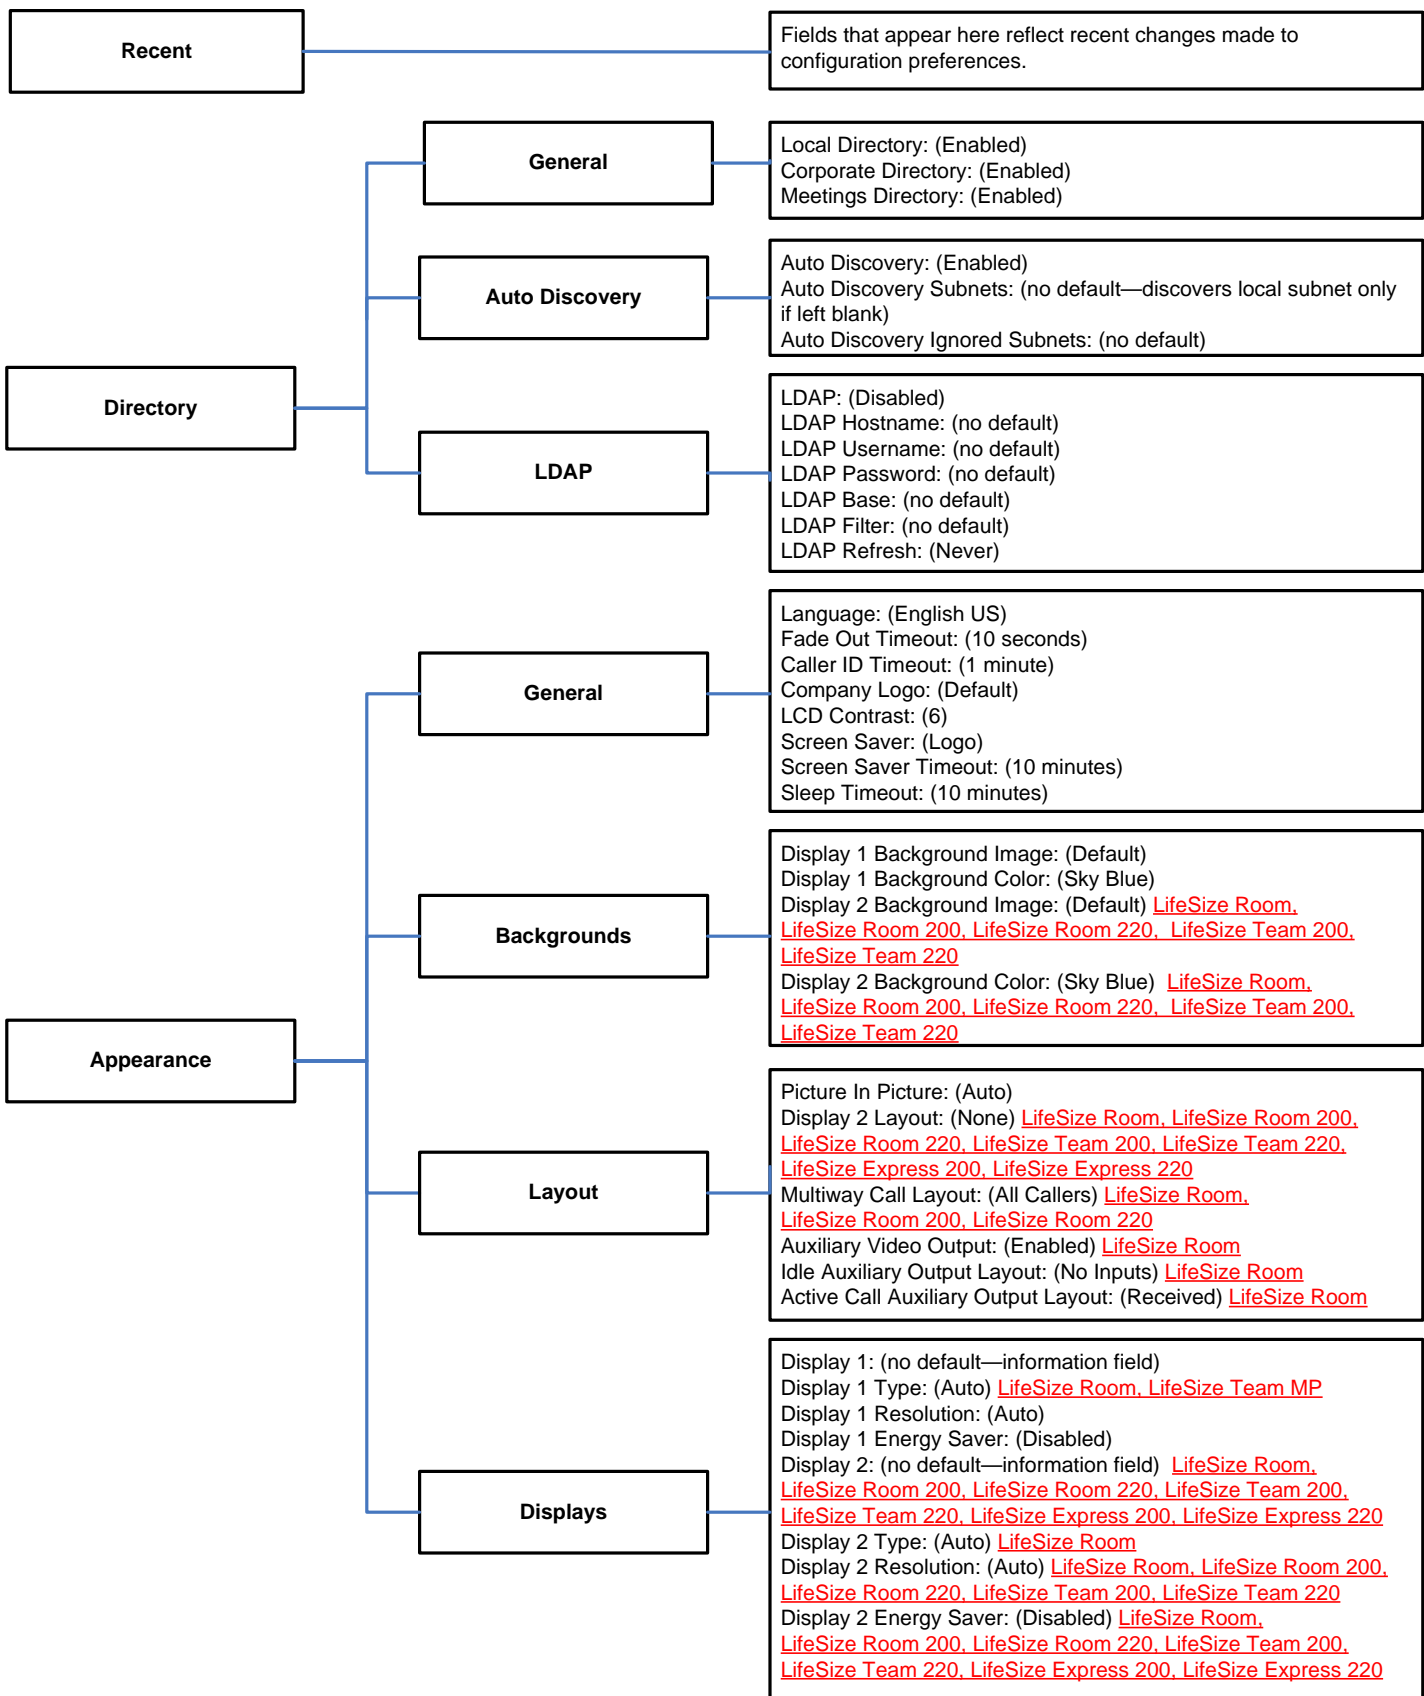 Recent
Fields that appear here reflect recent changes made to
configuration preferences.
Directory
General
Local Directory: (Enabled)
Corporate Directory: (Enabled)
Meetings Directory: (Enabled)
Auto Discovery
Auto Discovery: (Enabled)
Auto Discovery Subnets: (no default—discovers local subnet only
if left blank)
Auto Discovery Ignored Subnets: (no default)
LDAP
LDAP: (Disabled)
LDAP Hostname: (no default)
LDAP Username: (no default)
LDAP Password: (no default)
LDAP Base: (no default)
LDAP Filter: (no default)
LDAP Refresh: (Never)
Appearance
General
Language: (English US)
Fade Out Timeout: (10 seconds)
Caller ID Timeout: (1 minute)
Company Logo: (Default)
LCD Contrast: (6)
Screen Saver: (Logo)
Screen Saver Timeout: (10 minutes)
Sleep Timeout: (10 minutes)
Backgrounds
Display 1 Background Image: (Default)
Display 1 Background Color: (Sky Blue)
Display 2 Background Image: (Default) LifeSize Room,
LifeSize Room 200, LifeSize Room 220, LifeSize Team 200,
LifeSize Team 220
Display 2 Background Color: (Sky Blue) LifeSize Room,
LifeSize Room 200, LifeSize Room 220, LifeSize Team 200,
LifeSize Team 220
Layout
Picture In Picture: (Auto)
Display 2 Layout: (None) LifeSize Room, LifeSize Room 200,
LifeSize Room 220, LifeSize Team 200, LifeSize Team 220,
LifeSize Express 200, LifeSize Express 220
Multiway Call Layout: (All Callers) LifeSize Room,
LifeSize Room 200, LifeSize Room 220
Auxiliary Video Output: (Enabled) LifeSize Room
Idle Auxiliary Output Layout: (No Inputs) LifeSize Room
Active Call Auxiliary Output Layout: (Received) LifeSize Room
Displays
Display 1: (no default—information field)
Display 1 Type: (Auto) LifeSize Room, LifeSize Team MP
Display 1 Resolution: (Auto)
Display 1 Energy Saver: (Disabled)
Display 2: (no default—information field) LifeSize Room,
LifeSize Room 200, LifeSize Room 220, LifeSize Team 200,
LifeSize Team 220, LifeSize Express 200, LifeSize Express 220
Display 2 Type: (Auto) LifeSize Room
Display 2 Resolution: (Auto) LifeSize Room, LifeSize Room 200,
LifeSize Room 220, LifeSize Team 200, LifeSize Team 220
Display 2 Energy Saver: (Disabled) LifeSize Room,
LifeSize Room 200, LifeSize Room 220, LifeSize Team 200,
LifeSize Team 220, LifeSize Express 200, LifeSize Express 220